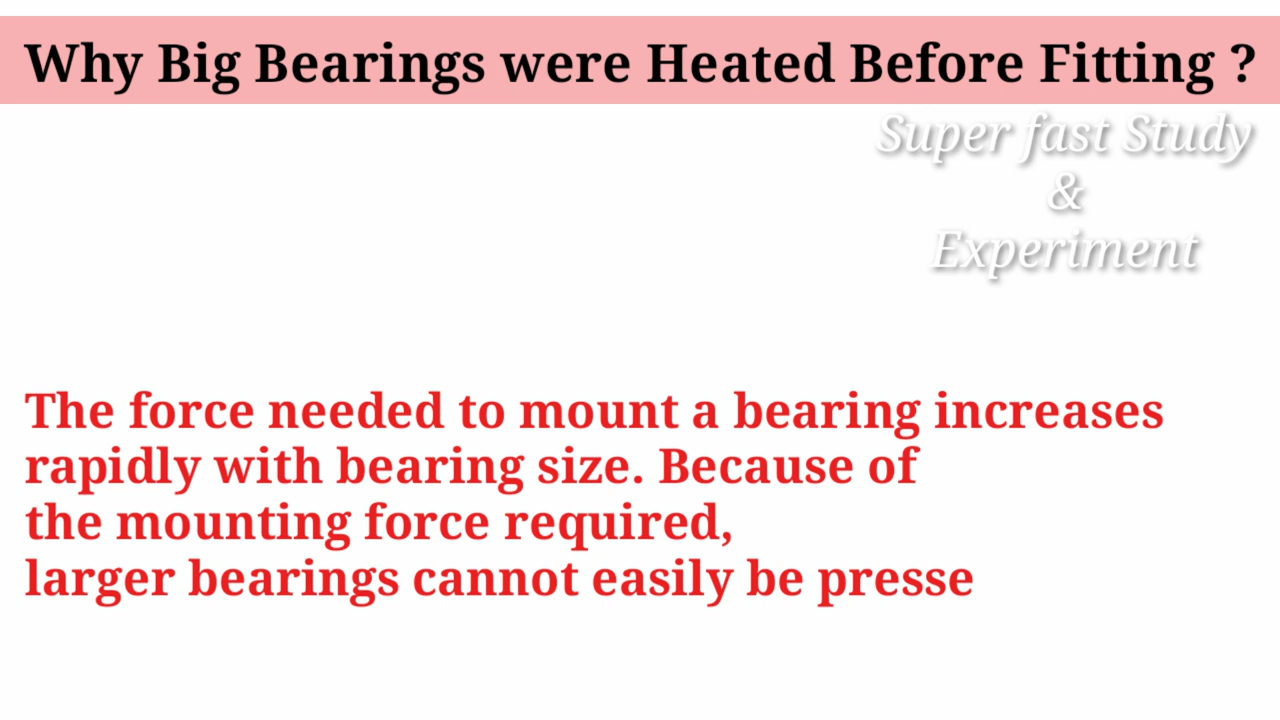 Why Big Bearings were Heated Before Fitting ?
Super fast Study
&
Experiment
The force needed to mount a bearing increases
rapidly with bearing size. Because of
the mounting force required,
larger bearings cannot easily be presse